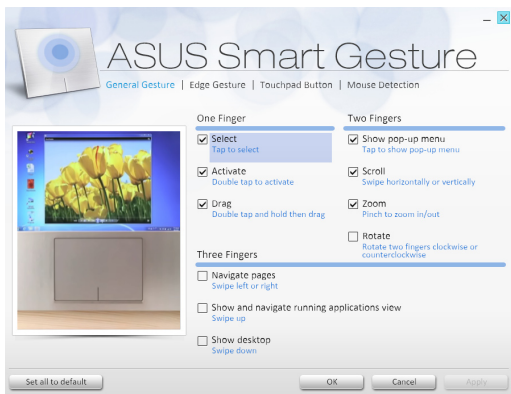 ASUS Smart Gesture
General Gesture | Edge Gesture | Touchpad Button | Mouse Detection
One Finger
Select
Tap to select
Activate
Double tap to activate
Drag
Double tap and hold then drag
Two Fingers
Show pop-up menu
Tap to show pop-up menu
Scroll
Swipe horizontally or vertically
Zoom
Pinch to zoom in/out
Rotate
Rotate two fingers clockwise or
counterclockwise
Three Fingers
Navigate pages
Swipe left or right
Show and navigate running applications view
Swipe up
Show desktop
Swipe down
Set all to default
OK
Cancel
Apply